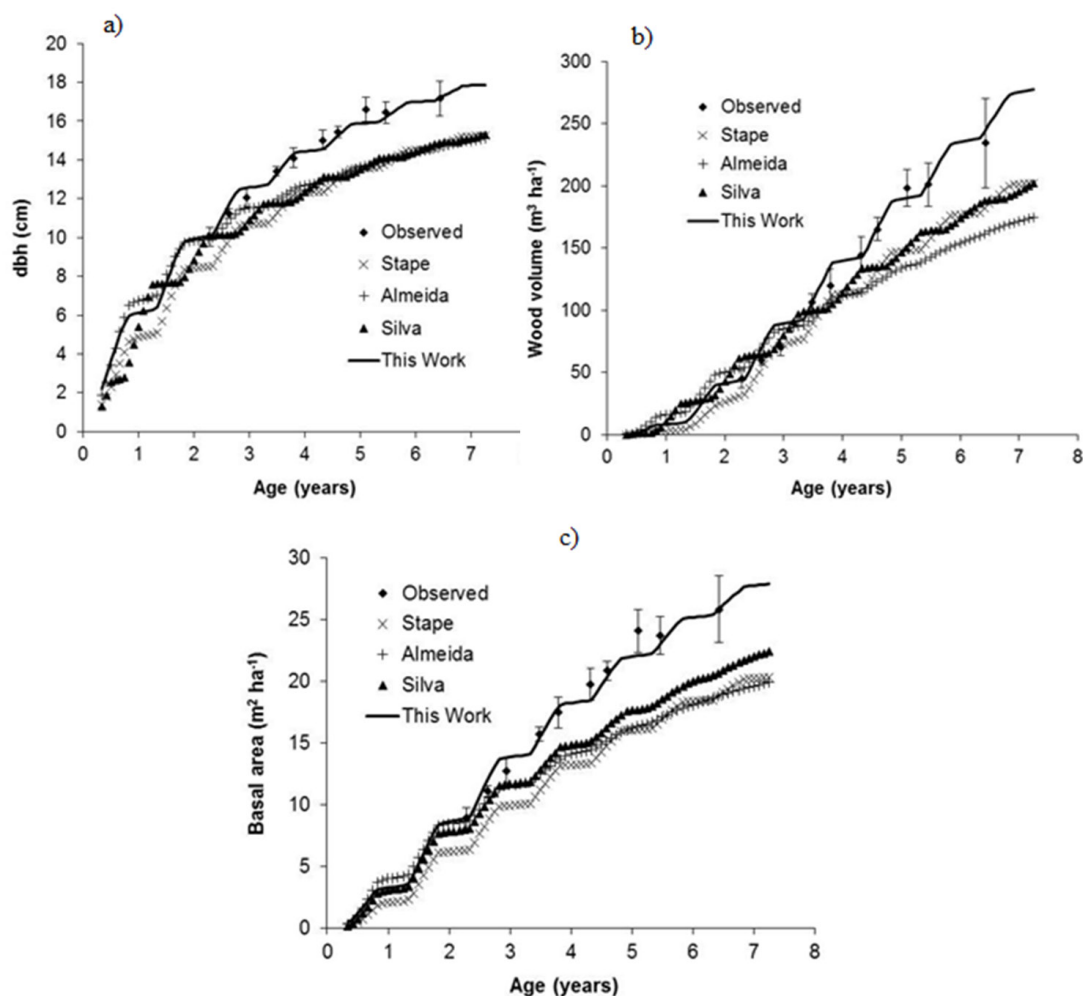 a)
20
18
16
14
12
10
8
6
4
2
0
dbh (cm)
Observed
Stape
Almeida
Silva
This Work
0 1 2 3 4 5 6 7
Age (years)
b)
300
250
200
150
100
50
0
Wood volume (m³ ha⁻¹)
Observed
Stape
Almeida
Silva
This Work
0 1 2 3 4 5 6 7 8
Age (years)
c)
30
25
20
15
10
5
0
Basal area (m² ha⁻¹)
Observed
Stape
Almeida
Silva
This Work
0 1 2 3 4 5 6 7 8
Age (years)